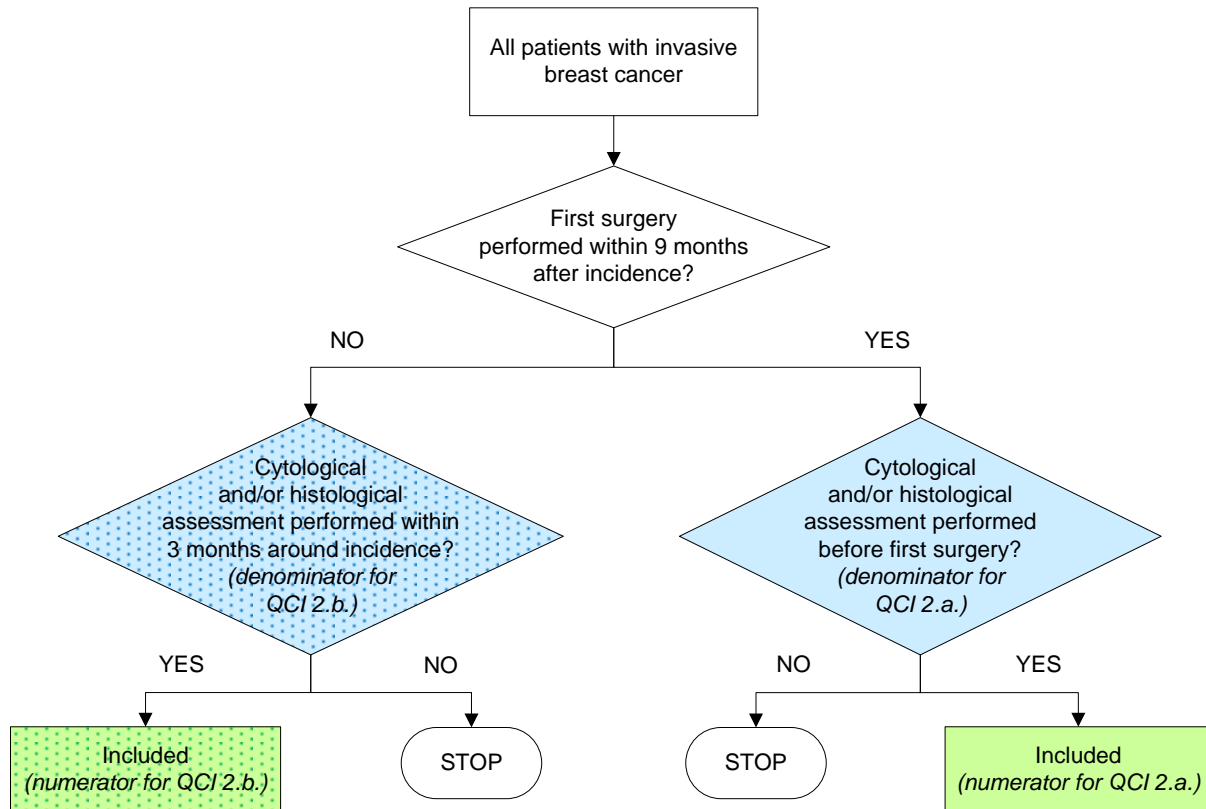 All patients with invasive
breast cancer
First surgery
performed within 9 months
after incidence?
NO
YES
Cytological
and/or histological
assessment performed within
3 months around incidence?
(denominator for
QCI 2.b.)
Cytological
and/or histological
assessment performed
before first surgery?
(denominator for
QCI 2.a.)
YES
NO
NO
YES
Included
(numerator for QCI 2.b.)
STOP
STOP
Included
(numerator for QCI 2.a.)